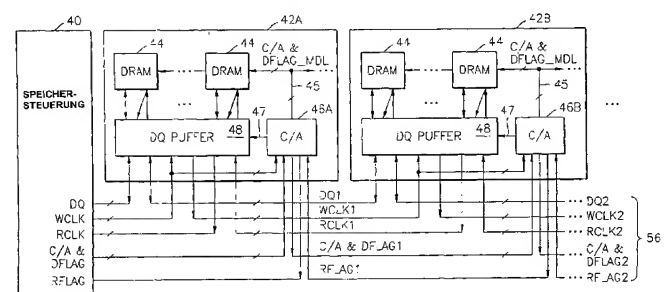 40
42A
42B
44
44
C/A &
DFLAG_MDL
44
44
C/A &
DFLAG_MDL
DRAM
DRAM
DRAM
DRAM
SPEICHER-
STEUERUNG
45
45
46A
46B
47
47
DQ PUFFER 48
C/A
DQ PUFFER 48
C/A
DQ
DQ1
DQ2
WCLK
WCLK1
WCLK2
RCLK
RCLK1
RCLK2
56
C/A &
DFLAG
C/A & DFLAG1
C/A &
DFLAG2
RFLAG
RFLAG1
RFLAG2